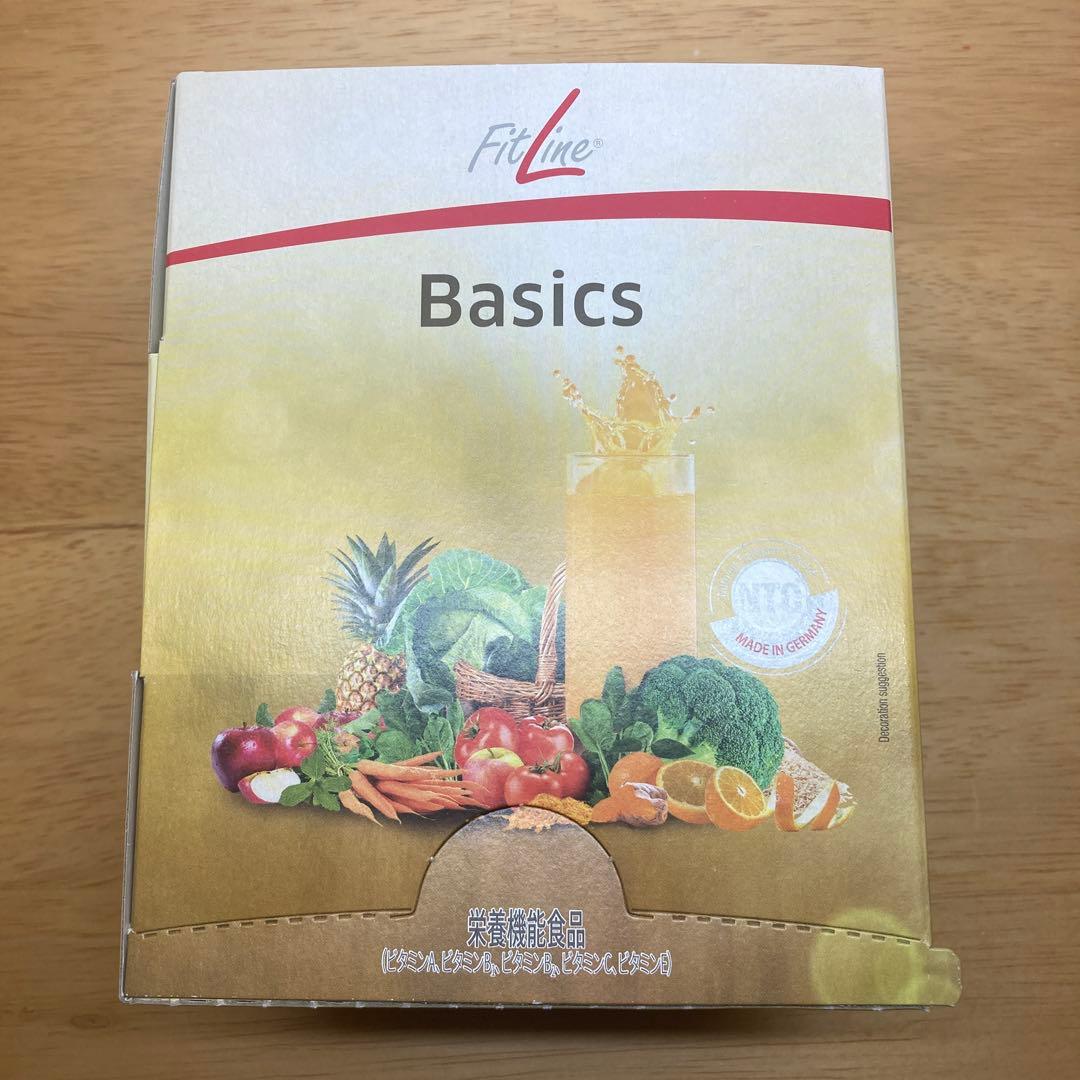 FitLine®
Basics
NTC
MADE IN GERMANY
Decoration suggestion
栄養機能食品
(ビタミンA、ビタミンB₁、ビタミンB₂、ビタミンC、ビタミンE)